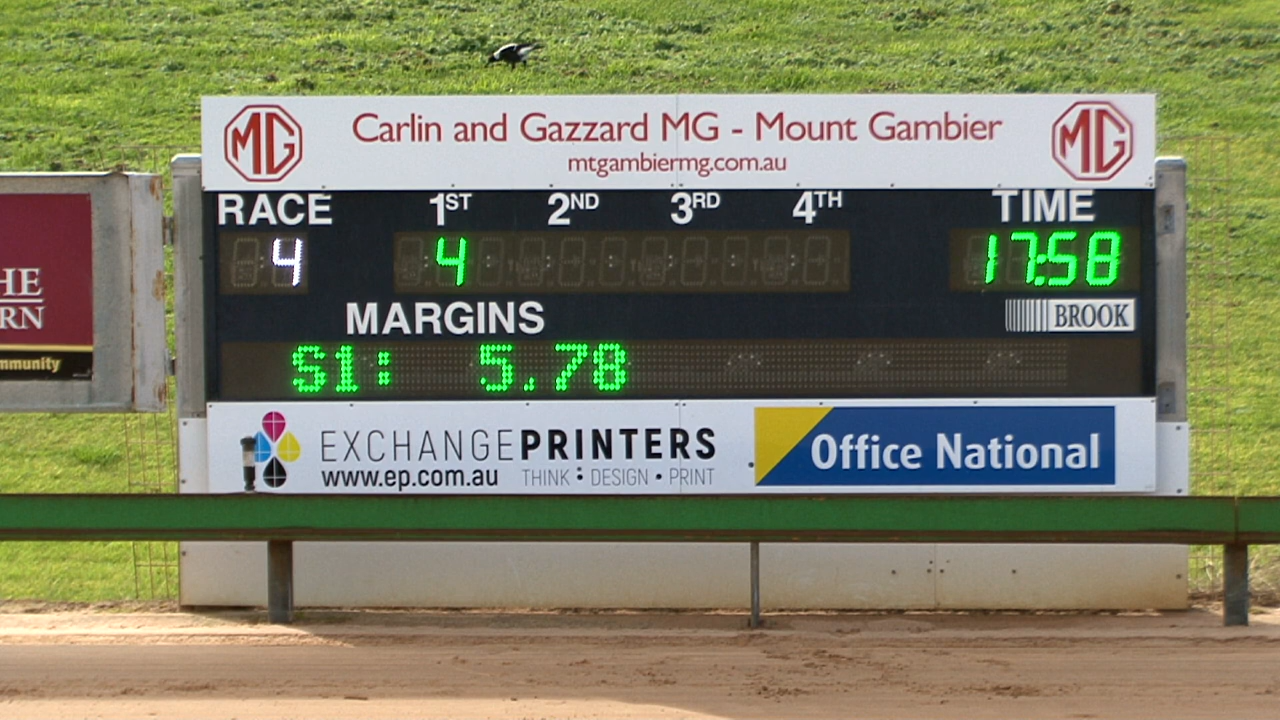 MG Carlin and Gazzard MG - Mount Gambier MG
mtgambiermg.com.au
RACE 1ST 2ND 3RD 4TH TIME
4 4 17:58
MARGINS BROOK
S1: 5.78
HE
RN
mmunity
EXCHANGEPRINTERS
www.ep.com.au THINK : DESIGN • PRINT
Office National